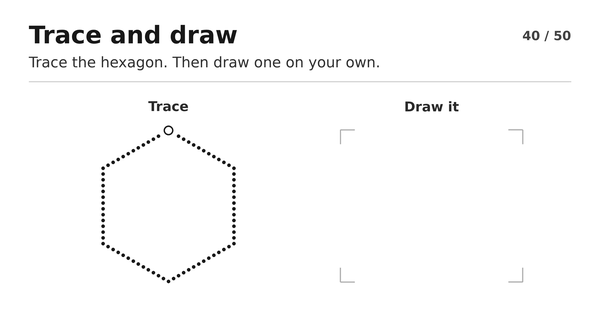 Trace and draw
40 / 50
Trace the hexagon. Then draw one on your own.
Trace
Draw it